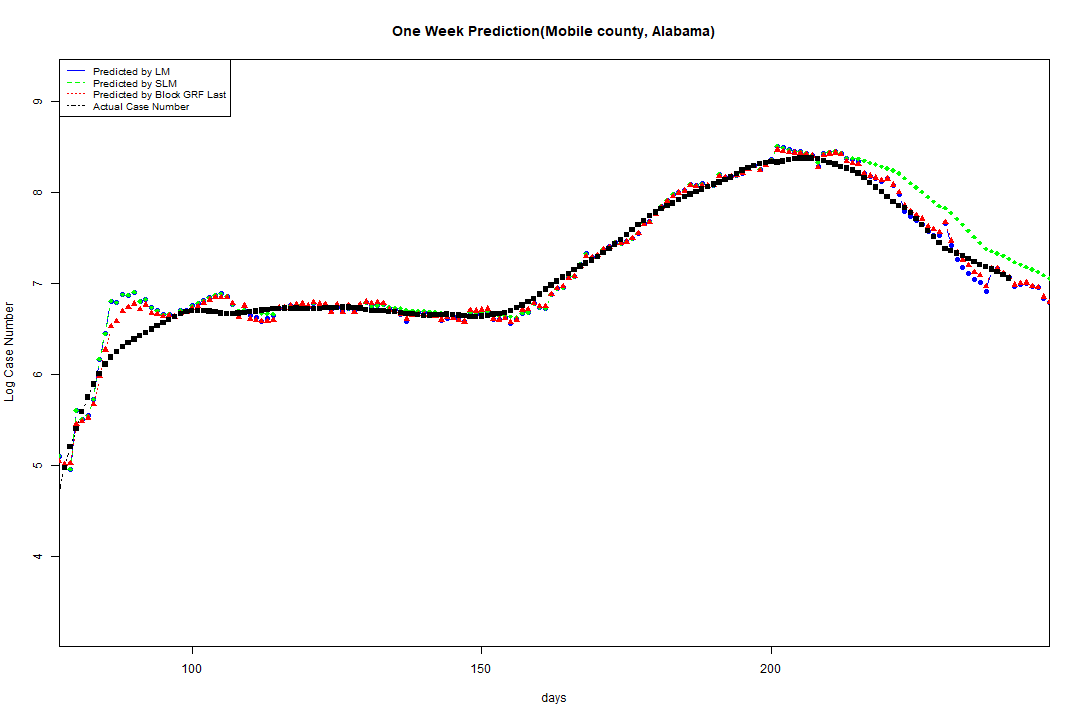 One Week Prediction(Mobile county, Alabama)
Predicted by LM
Predicted by SLM
Predicted by Block GRF Last
Actual Case Number
9
8
7
6
5
4
Log Case Number
100
150
200
days